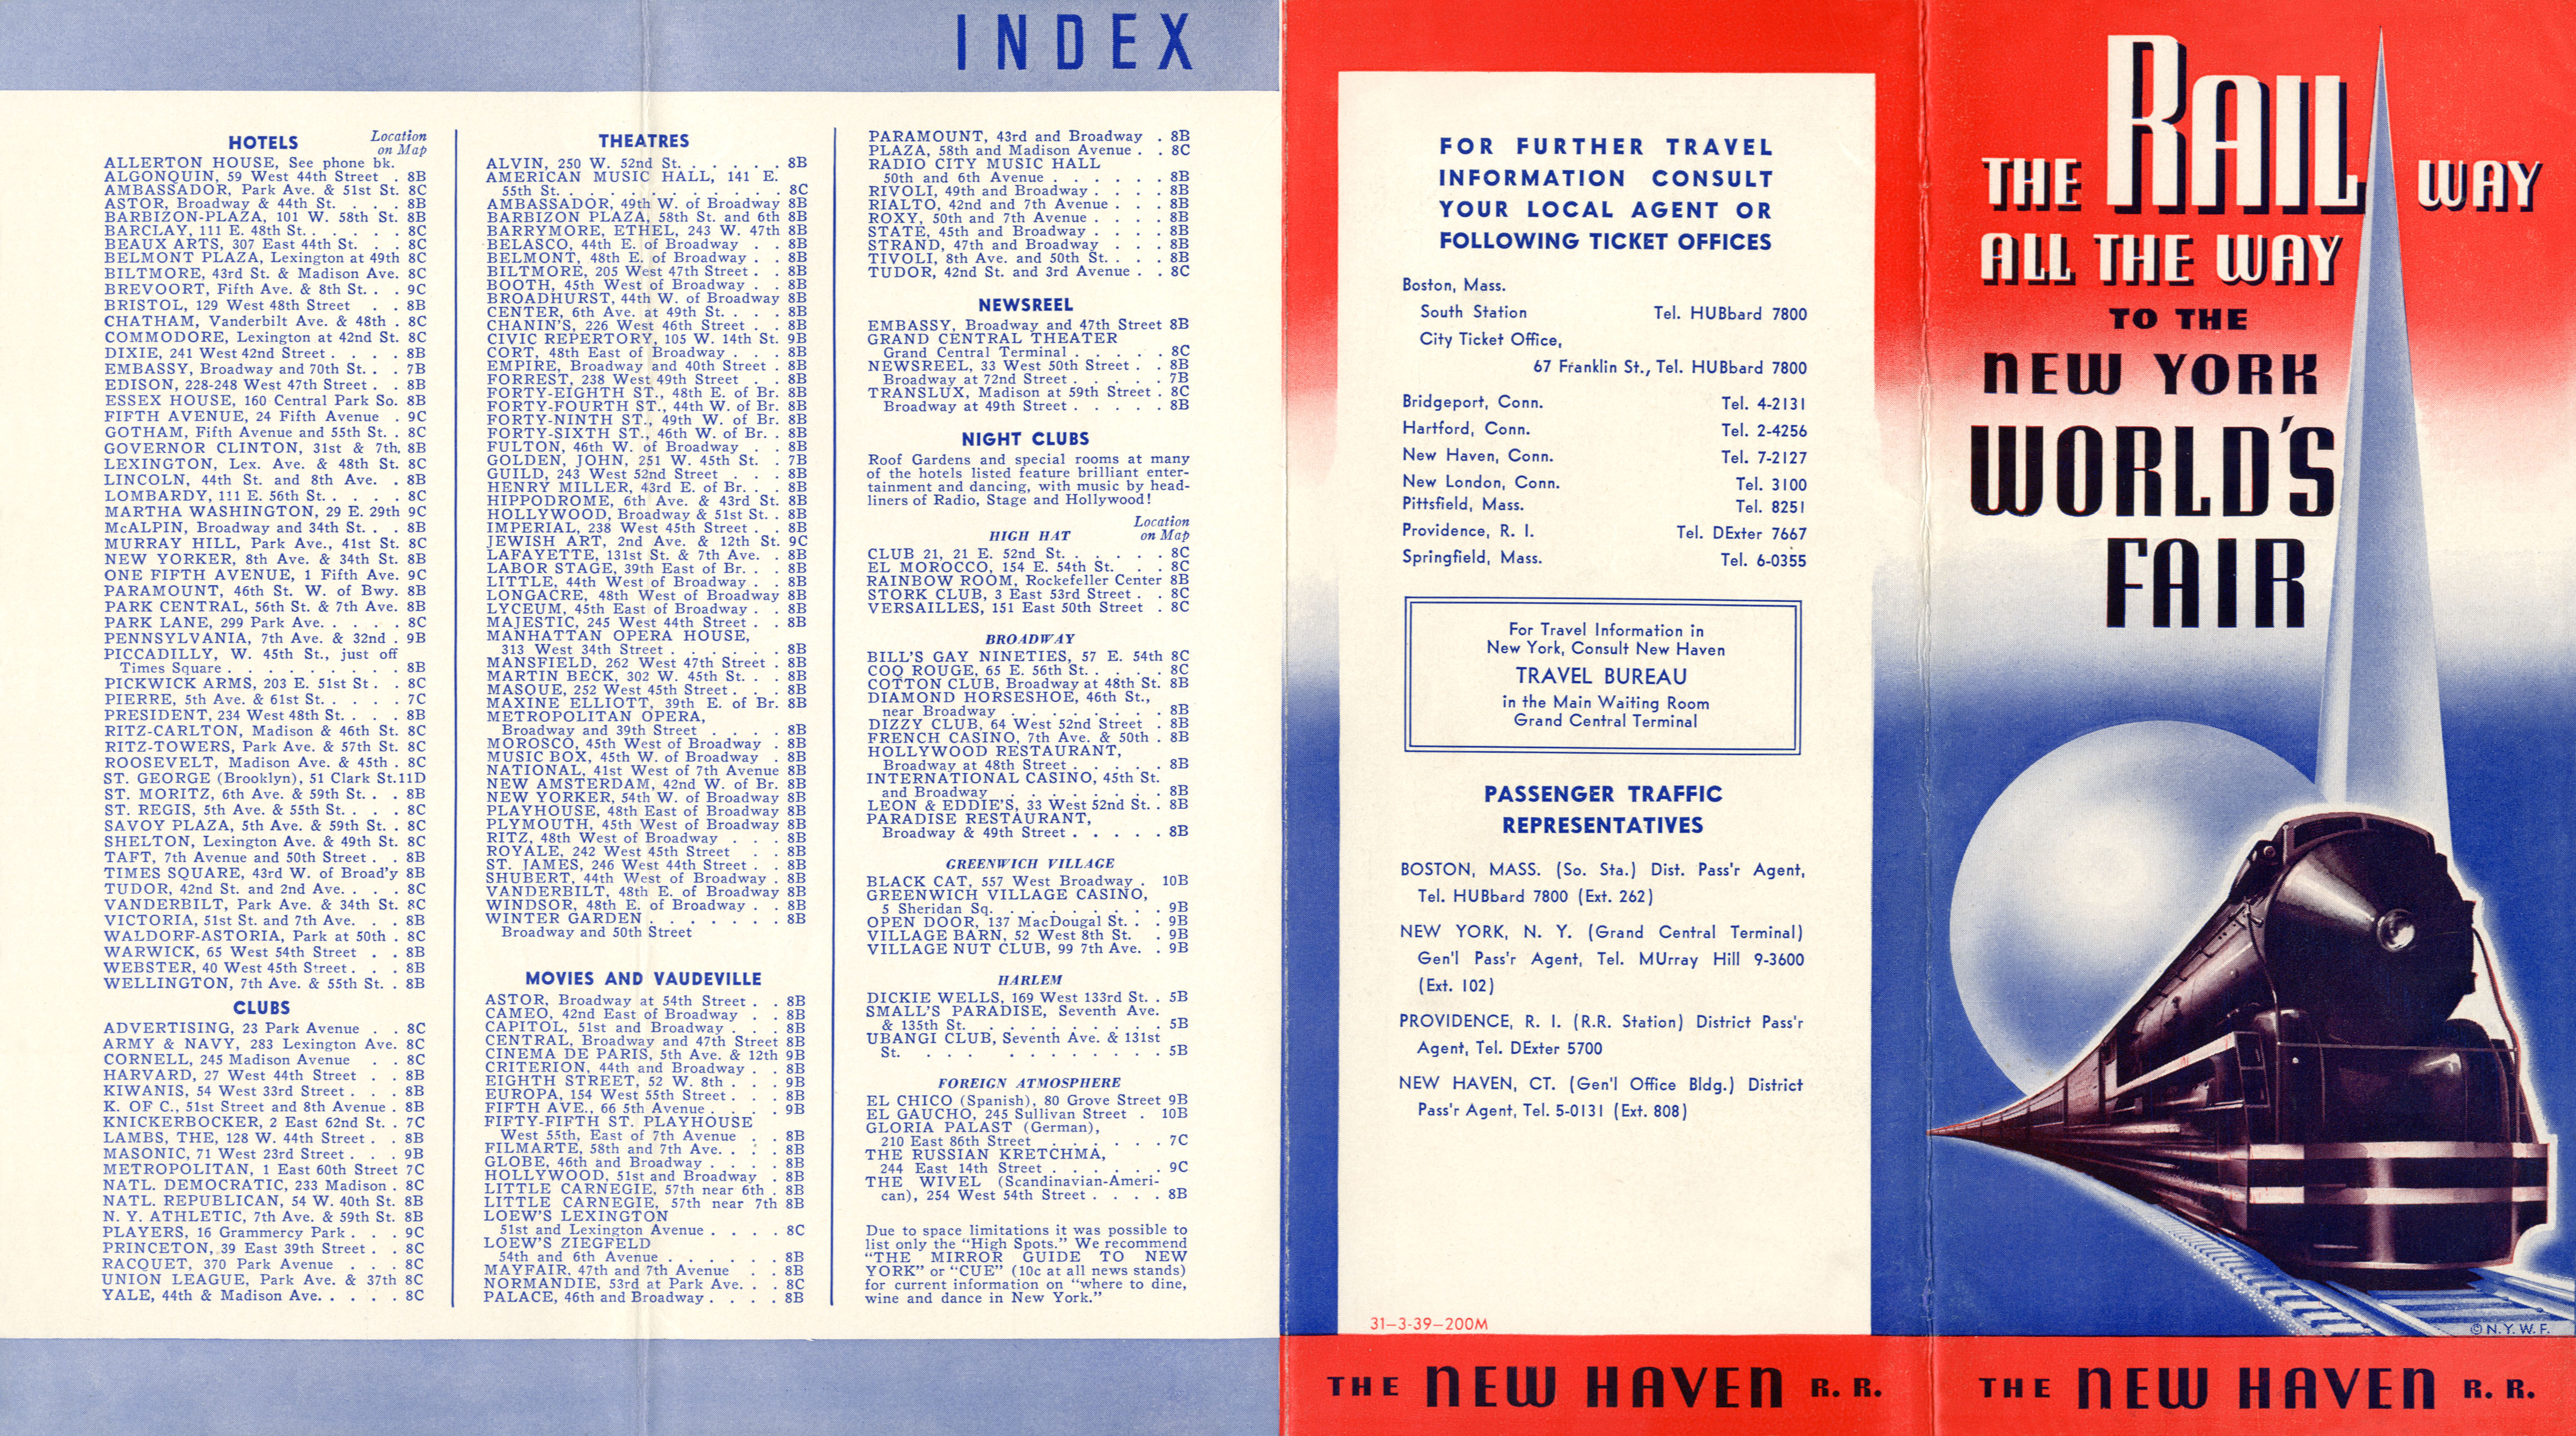 INDEX
HOTELS
Location
on Map
ALLERTON HOUSE, See phone bk.
ALGONQUIN, 59 West 44th Street . 8B
AMBASSADOR, Park Ave. & 51st St. 8C
ASTOR, Broadway & 44th St. . . . 8B
BARBIZON-PLAZA, 101 W. 58th St. 8B
BARCLAY, 111 E. 48th St. . . . . 8C
BEAUX ARTS, 307 East 44th St. . . 8C
BELMONT PLAZA, Lexington at 49th 8C
BILTMORE, 43rd St. & Madison Ave. 8C
BREVOORT, Fifth Ave. & 8th St. . . 9C
BRISTOL, 129 West 48th Street . . 8B
CHATHAM, Vanderbilt Ave. & 48th . 8C
COMMODORE, Lexington at 42nd St. 8C
DIXIE, 241 West 42nd Street . . . . 8B
EMBASSY, Broadway and 70th St. . . 7B
EDISON, 228-248 West 47th Street . . 8B
ESSEX HOUSE, 160 Central Park So. 8B
FIFTH AVENUE, 24 Fifth Avenue . 9C
GOTHAM, Fifth Avenue and 55th St. . 8C
GOVERNOR CLINTON, 31st & 7th. 8B
LEXINGTON, Lex. Ave. & 48th St. 8C
LINCOLN, 44th St. and 8th Ave. . 8B
LOMBARDY, 111 E. 56th St. . . . . 8C
MARTHA WASHINGTON, 29 E. 29th 9C
McALPIN, Broadway and 34th St. . . 8B
MURRAY HILL, Park Ave., 41st St. 8C
NEW YORKER, 8th Ave. & 34th St. 8B
ONE FIFTH AVENUE, 1 Fifth Ave. 9C
PARAMOUNT, 46th St. W. of Bwy. 8B
PARK CENTRAL, 56th St. & 7th Ave. 8B
PARK LANE, 299 Park Ave. . . . . 8C
PENNSYLVANIA, 7th Ave. & 32nd . 9B
PICCADILLY, W. 45th St., just off
Times Square . . . . . . . . . 8B
PICKWICK ARMS, 203 E. 51st St . . 8C
PIERRE, 5th Ave. & 61st St. . . . . 7C
PRESIDENT, 234 West 48th St. . . . 8B
RITZ-CARLTON, Madison & 46th St. 8C
RITZ-TOWERS, Park Ave. & 57th St. 8C
ROOSEVELT, Madison Ave. & 45th . 8C
ST. GEORGE (Brooklyn), 51 Clark St. 11D
ST. MORITZ, 6th Ave. & 59th St. . . 8B
ST. REGIS, 5th Ave. & 55th St. . . . 8C
SAVOY PLAZA, 5th Ave. & 59th St. . 8C
SHELTON, Lexington Ave. & 49th St. 8C
TAFT, 7th Avenue and 50th Street . . 8B
TIMES SQUARE, 43rd W. of Broad'y 8B
TUDOR, 42nd St. and 2nd Ave. . . . 8C
VANDERBILT, Park Ave. & 34th St. 8C
VICTORIA, 51st St. and 7th Ave. . . 8B
WALDORF-ASTORIA, Park at 50th . 8C
WARWICK, 65 West 54th Street . . 8B
WEBSTER, 40 West 45th Street . . . 8B
WELLINGTON, 7th Ave. & 55th St. . 8B
CLUBS
ADVERTISING, 23 Park Avenue . . 8C
ARMY & NAVY, 283 Lexington Ave. 8C
CORNELL, 245 Madison Avenue . . 8C
HARVARD, 27 West 44th Street . . 8B
KIWANIS, 54 West 33rd Street . . . 8B
K. OF C., 51st Street and 8th Avenue . 8B
KNICKERBOCKER, 2 East 62nd St. . 7C
LAMBS, THE, 128 W. 44th Street . . 8B
MASONIC, 71 West 23rd Street . . . 9B
METROPOLITAN, 1 East 60th Street 7C
NATL. DEMOCRATIC, 233 Madison . 8C
NATL. REPUBLICAN, 54 W. 40th St. 8B
N. Y. ATHLETIC, 7th Ave. & 59th St. 8B
PLAYERS, 16 Grammercy Park . . . 9C
PRINCETON, 39 East 39th Street . . 8C
RACQUET, 370 Park Avenue . . . 8C
UNION LEAGUE, Park Ave. & 37th 8C
YALE, 44th & Madison Ave. . . . . 8C
THEATRES
ALVIN, 250 W. 52nd St. . . . . . 8B
AMERICAN MUSIC HALL, 141 E.
55th St. . . . . . . . . . . . . 8C
AMBASSADOR, 49th W. of Broadway 8B
BARBIZON PLAZA, 58th St. and 6th 8B
BARRYMORE, ETHEL, 243 W. 47th 8B
BELASCO, 44th E. of Broadway . . 8B
BELMONT, 48th E. of Broadway . . 8B
BILTMORE, 205 West 47th Street . . 8B
BOOTH, 45th West of Broadway . . 8B
BROADHURST, 44th W. of Broadway 8B
CENTER, 6th Ave. at 49th St. . . . 8B
CHANIN'S, 226 West 46th Street . . 8B
CIVIC REPERTORY, 105 W. 14th St. 9B
CORT, 48th East of Broadway . . . 8B
EMPIRE, Broadway and 40th Street . 8B
FORREST, 238 West 49th Street . . 8B
FORTY-EIGHTH ST., 48th E. of Br. 8B
FORTY-FOURTH ST., 44th W. of Br. 8B
FORTY-NINTH ST., 49th W. of Br. 8B
FORTY-SIXTH ST., 46th W. of Br. . 8B
FULTON, 46th W. of Broadway . . 8B
GOLDEN, JOHN, 251 W. 45th St. . 7B
GUILD, 243 West 52nd Street . . . 8B
HENRY MILLER, 43rd E. of Br. . . 8B
HIPPODROME, 6th Ave. & 43rd St. 8B
HOLLYWOOD, Broadway & 51st St. . 8B
IMPERIAL, 238 West 45th Street . . 8B
JEWISH ART, 2nd Ave. & 12th St. 9C
LAFAYETTE, 131st St. & 7th Ave. . 8B
LABOR STAGE, 39th East of Br. . . 8B
LITTLE, 44th West of Broadway . . 8B
LONGACRE, 48th West of Broadway 8B
LYCEUM, 45th East of Broadway . . 8B
MAJESTIC, 245 West 44th Street . . 8B
MANHATTAN OPERA HOUSE,
313 West 34th Street . . . . . . 8B
MANSFIELD, 262 West 47th Street . 8B
MARTIN BECK, 302 W. 45th St. . . 8B
MASQUE, 252 West 45th Street . . . 8B
MAXINE ELLIOTT, 39th E. of Br. 8B
METROPOLITAN OPERA,
Broadway and 39th Street . . . . 8B
MOROSCO, 45th West of Broadway . 8B
MUSIC BOX, 45th W. of Broadway . 8B
NATIONAL, 41st West of 7th Avenue 8B
NEW AMSTERDAM, 42nd W. of Br. 8B
NEW YORKER, 54th W. of Broadway 8B
PLAYHOUSE, 48th East of Broadway 8B
PLYMOUTH, 45th West of Broadway 8B
RITZ, 48th West of Broadway . . . 8B
ROYALE, 242 West 45th Street . . 8B
ST. JAMES, 246 West 44th Street . . 8B
SHUBERT, 44th West of Broadway . 8B
VANDERBILT, 48th E. of Broadway 8B
WINDSOR, 48th E. of Broadway . . 8B
WINTER GARDEN . . . . . . . 8B
Broadway and 50th Street
MOVIES AND VAUDEVILLE
ASTOR, Broadway at 54th Street . . 8B
CAMEO, 42nd East of Broadway . . 8B
CAPITOL, 51st and Broadway . . . 8B
CENTRAL, Broadway and 47th Street 8B
CINEMA DE PARIS, 5th Ave. & 12th 9B
CRITERION, 44th and Broadway . . 8B
EIGHTH STREET, 52 W. 8th . . . 9B
EUROPA, 154 West 55th Street . . . 8B
FIFTH AVE., 66 5th Avenue . . . . 9B
FIFTY-FIFTH ST. PLAYHOUSE
West 55th, East of 7th Avenue . . 8B
FILMARTE, 58th and 7th Ave. . . . 8B
GLOBE, 46th and Broadway . . . . 8B
HOLLYWOOD, 51st and Broadway . 8B
LITTLE CARNEGIE, 57th near 6th . 8B
LITTLE CARNEGIE, 57th near 7th 8B
LOEW'S LEXINGTON
51st and Lexington Avenue . . . . 8C
LOEW'S ZIEGFELD
54th and 6th Avenue . . . . . . 8B
MAYFAIR, 47th and 7th Avenue . . 8B
NORMANDIE, 53rd at Park Ave. . . 8C
PALACE, 46th and Broadway . . . . 8B
PARAMOUNT, 43rd and Broadway . 8B
PLAZA, 58th and Madison Avenue . . 8C
RADIO CITY MUSIC HALL
50th and 6th Avenue . . . . . . 8B
RIVOLI, 49th and Broadway . . . . 8B
RIALTO, 42nd and 7th Avenue . . . 8B
ROXY, 50th and 7th Avenue . . . . 8B
STATE, 45th and Broadway . . . . 8B
STRAND, 47th and Broadway . . . 8B
TIVOLI, 8th Ave. and 50th St. . . . 8B
TUDOR, 42nd St. and 3rd Avenue . . 8C
NEWSREEL
EMBASSY, Broadway and 47th Street 8B
GRAND CENTRAL THEATER
Grand Central Terminal . . . . . 8C
NEWSREEL, 33 West 50th Street . . 8B
Broadway at 72nd Street . . . . . 7B
TRANSLUX, Madison at 59th Street . 8C
Broadway at 49th Street . . . . . 8B
NIGHT CLUBS
Roof Gardens and special rooms at many
of the hotels listed feature brilliant enter-
tainment and dancing, with music by head-
liners of Radio, Stage and Hollywood!
Location
HIGH HAT on Map
CLUB 21, 21 E. 52nd St. . . . . . 8C
EL MOROCCO, 154 E. 54th St. . . . 8C
RAINBOW ROOM, Rockefeller Center 8B
STORK CLUB, 3 East 53rd Street . . 8C
VERSAILLES, 151 East 50th Street . 8C
BROADWAY
BILL'S GAY NINETIES, 57 E. 54th 8C
COQ ROUGE, 65 E. 56th St. . . . . 8C
COTTON CLUB, Broadway at 48th St. 8B
DIAMOND HORSESHOE, 46th St.,
near Broadway . . . . . . . . 8B
DIZZY CLUB, 64 West 52nd Street . 8B
FRENCH CASINO, 7th Ave. & 50th . 8B
HOLLYWOOD RESTAURANT,
Broadway at 48th Street . . . . . 8B
INTERNATIONAL CASINO, 45th St.
and Broadway . . . . . . . . 8B
LEON & EDDIE'S, 33 West 52nd St. . 8B
PARADISE RESTAURANT,
Broadway & 49th Street . . . . . 8B
GREENWICH VILLAGE
BLACK CAT, 557 West Broadway . 10B
GREENWICH VILLAGE CASINO,
5 Sheridan Sq. . . . . . . . . . 9B
OPEN DOOR, 137 MacDougal St. . . 9B
VILLAGE BARN, 52 West 8th St. . 9B
VILLAGE NUT CLUB, 99 7th Ave. . 9B
HARLEM
DICKIE WELLS, 169 West 133rd St. . 5B
SMALL'S PARADISE, Seventh Ave.
& 135th St. . . . . . . . . . . 5B
UBANGI CLUB, Seventh Ave. & 131st
St. . . . . . . . . . . . 5B
FOREIGN ATMOSPHERE
EL CHICO (Spanish), 80 Grove Street 9B
EL GAUCHO, 245 Sullivan Street . 10B
GLORIA PALAST (German),
210 East 86th Street . . . . . . 7C
THE RUSSIAN KRETCHMA,
244 East 14th Street . . . . . . 9C
THE WIVEL (Scandinavian-Ameri-
can), 254 West 54th Street . . . . 8B
Due to space limitations it was possible to
list only the "High Spots." We recommend
"THE MIRROR GUIDE TO NEW
YORK" or "CUE" (10c at all news stands)
for current information on "where to dine,
wine and dance in New York."
FOR FURTHER TRAVEL
INFORMATION CONSULT
YOUR LOCAL AGENT OR
FOLLOWING TICKET OFFICES
Boston, Mass.
South Station Tel. HUBbard 7800
City Ticket Office,
67 Franklin St., Tel. HUBbard 7800
Bridgeport, Conn. Tel. 4-2131
Hartford, Conn. Tel. 2-4256
New Haven, Conn. Tel. 7-2127
New London, Conn. Tel. 3100
Pittsfield, Mass. Tel. 8251
Providence, R. I. Tel. DExter 7667
Springfield, Mass. Tel. 6-0355
For Travel Information in
New York, Consult New Haven
TRAVEL BUREAU
in the Main Waiting Room
Grand Central Terminal
PASSENGER TRAFFIC
REPRESENTATIVES
BOSTON, MASS. (So. Sta.) Dist. Pass'r Agent,
Tel. HUBbard 7800 (Ext. 262)
NEW YORK, N. Y. (Grand Central Terminal)
Gen'l Pass'r Agent, Tel. MUrray Hill 9-3600
(Ext. 102)
PROVIDENCE, R. I. (R.R. Station) District Pass'r
Agent, Tel. DExter 5700
NEW HAVEN, CT. (Gen'l Office Bldg.) District
Pass'r Agent, Tel. 5-0131 (Ext. 808)
31-3-39-200M
THE NEW HAVEN R. R.
THE RAIL WAY
ALL THE WAY
TO THE
NEW YORK
WORLD'S
FAIR
© N. Y. W. F.
THE NEW HAVEN R. R.